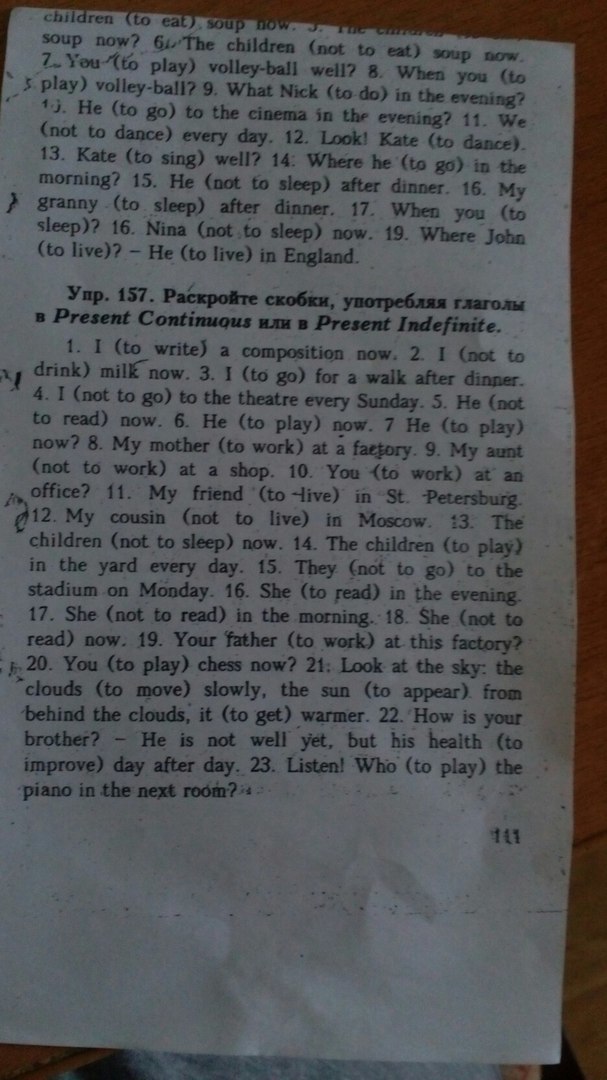 children (to eat) soup now. 5. The children
soup now? 6. The children (not to eat) soup now.
7. You (to play) volley-ball well? 8. When you (to
play) volley-ball? 9. What Nick (to do) in the evening?
10. He (to go) to the cinema in the evening? 11. We
(not to dance) every day. 12. Look! Kate (to dance).
13. Kate (to sing) well? 14. Where he (to go) in the
morning? 15. He (not to sleep) after dinner. 16. My
granny (to sleep) after dinner. 17. When you (to
sleep)? 16. Nina (not to sleep) now. 19. Where John
(to live)? – He (to live) in England.
Упр. 157. Раскройте скобки, употребляя глаголы
в Present Continuous или в Present Indefinite.
1. I (to write) a composition now. 2. I (not to
drink) milk now. 3. I (to go) for a walk after dinner.
4. I (not to go) to the theatre every Sunday. 5. He (not
to read) now. 6. He (to play) now. 7 He (to play)
now? 8. My mother (to work) at a factory. 9. My aunt
(not to work) at a shop. 10. You (to work) at an
office? 11. My friend (to live) in St. Petersburg.
12. My cousin (not to live) in Moscow. 13. The
children (not to sleep) now. 14. The children (to play)
in the yard every day. 15. They (not to go) to the
stadium on Monday. 16. She (to read) in the evening.
17. She (not to read) in the morning. 18. She (not to
read) now. 19. Your father (to work) at this factory?
20. You (to play) chess now? 21. Look at the sky: the
clouds (to move) slowly, the sun (to appear) from
behind the clouds, it (to get) warmer. 22. How is your
brother? – He is not well yet, but his health (to
improve) day after day. 23. Listen! Who (to play) the
piano in the next room?
111